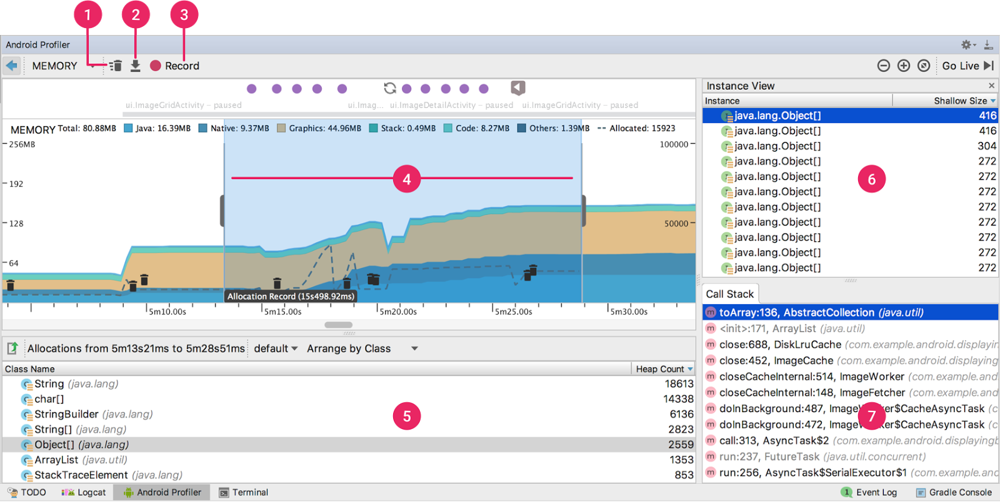 1 2 3
Android Profiler
MEMORY Record Go Live
ui.ImageGridActivity – paused ui.Imag... ui.ImageDetailActivity – paused ui.ImageGridActivity – paused
MEMORY Total: 80.88MB Java: 16.39MB Native: 9.37MB Graphics: 44.96MB Stack: 0.49MB Code: 8.27MB Others: 1.39MB Allocated: 15923
256MB 100000
4
192
128 50000
64
Allocation Record (15s498.92ms)
5m10.00s 5m15.00s 5m20.00s 5m25.00s 5m30.00s
Allocations from 5m13s21ms to 5m28s51ms default Arrange by Class
Class Name Heap Count
String (java.lang) 18613
char[] 14338
StringBuilder (java.lang) 6136
5
String[] (java.lang) 2823
Object[] (java.lang) 2559
ArrayList (java.util) 1353
StackTraceElement (java.lang) 853
Instance View
Instance Shallow Size
java.lang.Object[] 416
java.lang.Object[] 416
java.lang.Object[] 304
java.lang.Object[] 272
java.lang.Object[] 272
6
java.lang.Object[] 272
java.lang.Object[] 272
java.lang.Object[] 272
java.lang.Object[] 272
java.lang.Object[] 272
java.lang.Object[] 272
Call Stack
m toArray:136, AbstractCollection (java.util)
m <init>:171, ArrayList (java.util)
m close:688, DiskLruCache (com.example.android.displayin
m close:452, ImageCache (com.example.android.displaying
m closeCacheInternal:514, ImageWorker (com.example.and
m closeCacheInternal:148, ImageFetcher (com.example.and
m doInBackground:487, ImageW er$CacheAsyncTask (c
7
m doInBackground:472, ImageW er$CacheAsyncTask (c
m call:313, AsyncTask$2 (com.example.android.displayingb
m run:237, FutureTask (java.util.concurrent)
m run:256, AsyncTask$SerialExecutor$1 (com.example.and
TODO Logcat Android Profiler Terminal 1 Event Log Gradle Console